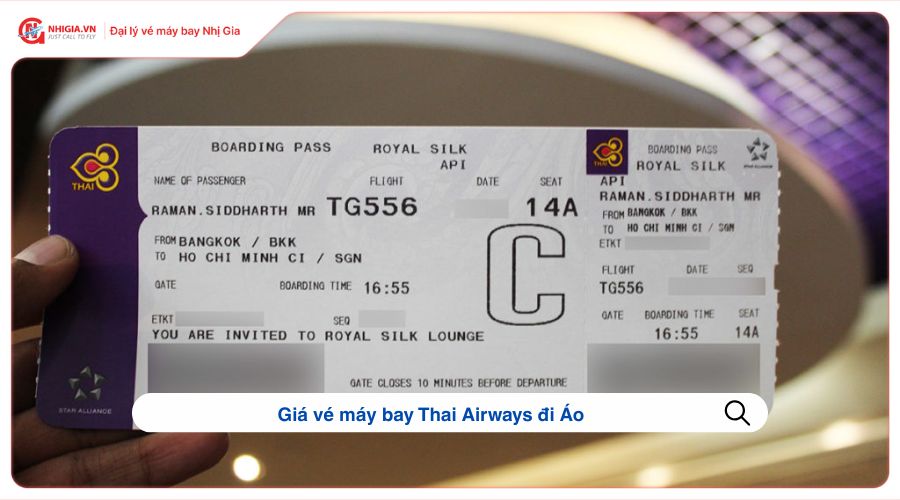 NHIGIA.VN
JUST CALL TO FLY
Đại lý vé máy bay Nhị Gia
BOARDING PASS ROYAL SILK
API
NAME OF PASSENGER FLIGHT DATE SEAT
RAMAN.SIDDHARTH MR TG556 14A
FROM BANGKOK / BKK
TO HO CHI MINH CI / SGN
C
GATE BOARDING TIME 16:55
ETKT SEQ
YOU ARE INVITED TO ROYAL SILK LOUNGE
GATE CLOSES 10 MINUTES BEFORE DEPARTURE
THAI
STAR ALLIANCE
THAI
BOARDING PASS
ROYAL SILK
STAR ALLIANCE
API
RAMAN.SIDDHARTH MR
FROM BANGKOK / BKK
TO HO CHI MINH CI / SGN
ETKT
FLIGHT DATE SEQ
TG556
GATE BOARDING TIME SEAT
16:55 14A
Giá vé máy bay Thai Airways đi Áo